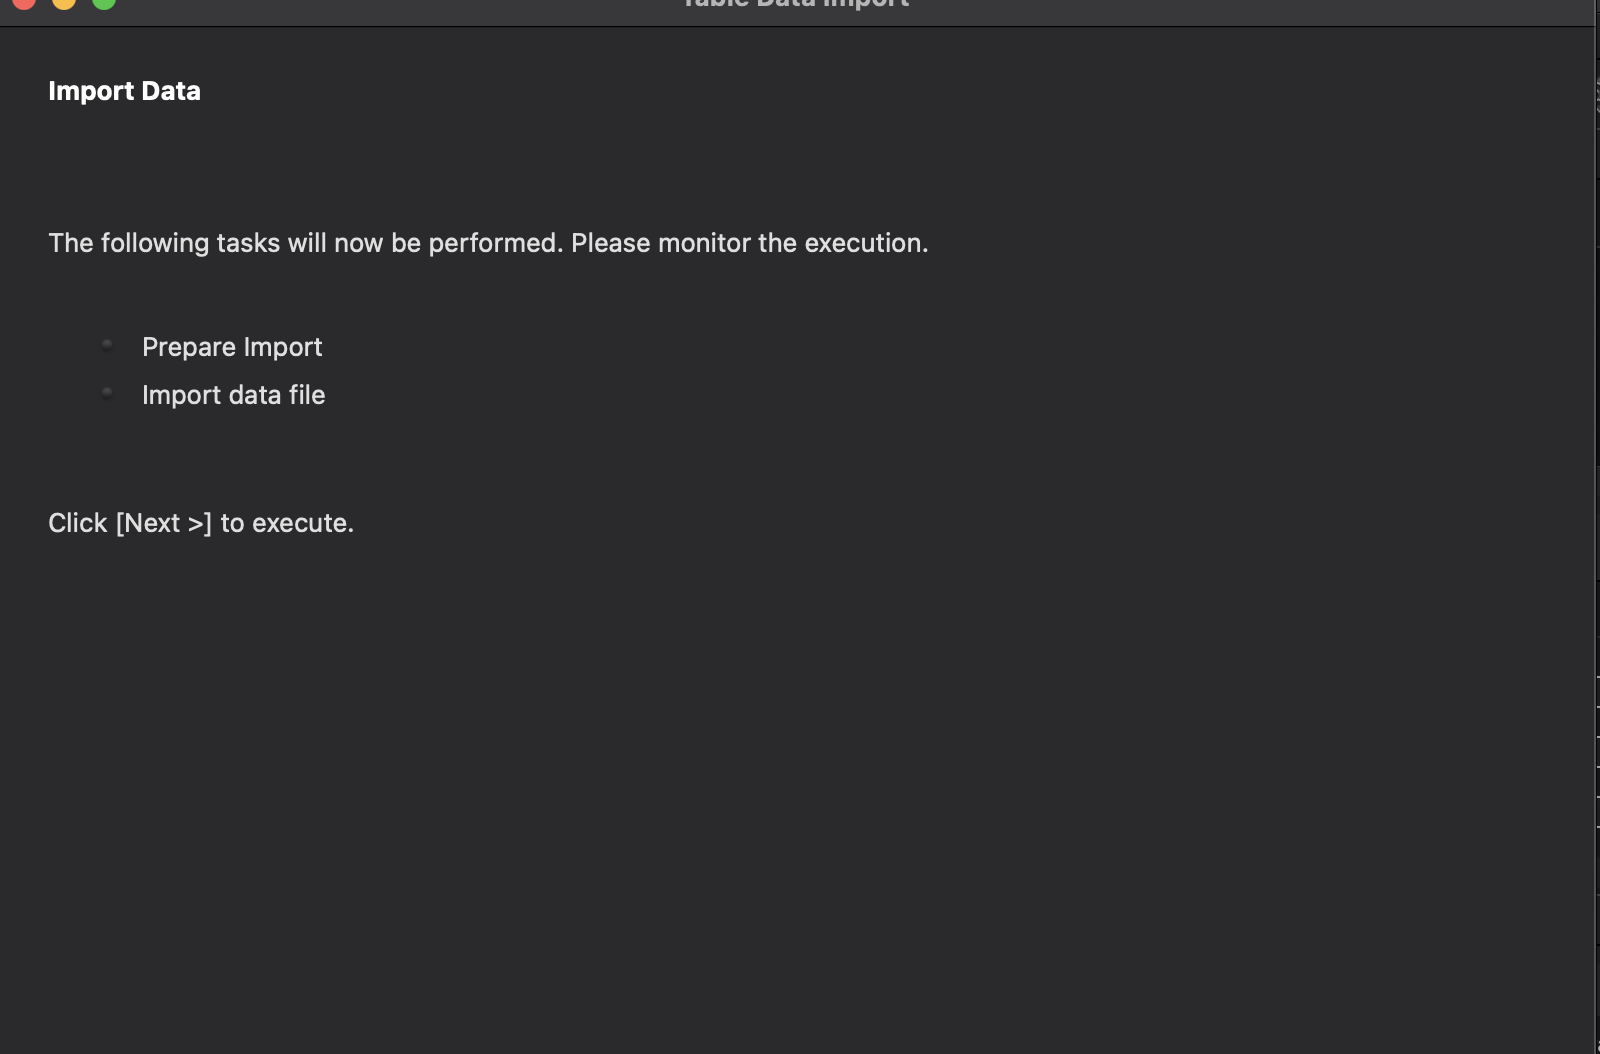 Table Data Import
Import Data
The following tasks will now be performed. Please monitor the execution.
Prepare Import
Import data file
Click [Next >] to execute.